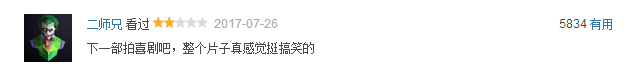 二师兄 看过 2017-07-26 5834 有用
下一部拍喜剧吧，整个片子真感觉挺搞笑的